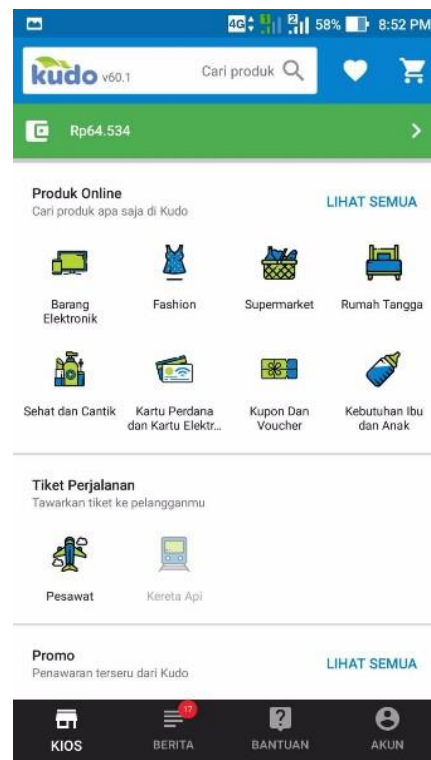 4G 58% 8:52 PM
kudo v60.1 Cari produk
Rp64.534
Produk Online
Cari produk apa saja di Kudo
LIHAT SEMUA
Barang
Elektronik
Fashion
Supermarket
Rumah Tangga
Sehat dan Cantik
Kartu Perdana
dan Kartu Elektr...
Kupon Dan
Voucher
Kebutuhan Ibu
dan Anak
Tiket Perjalanan
Tawarkan tiket ke pelangganmu
Pesawat
Kereta Api
Promo
Penawaran terseru dari Kudo
LIHAT SEMUA
17
KIOS
BERITA
BANTUAN
AKUN